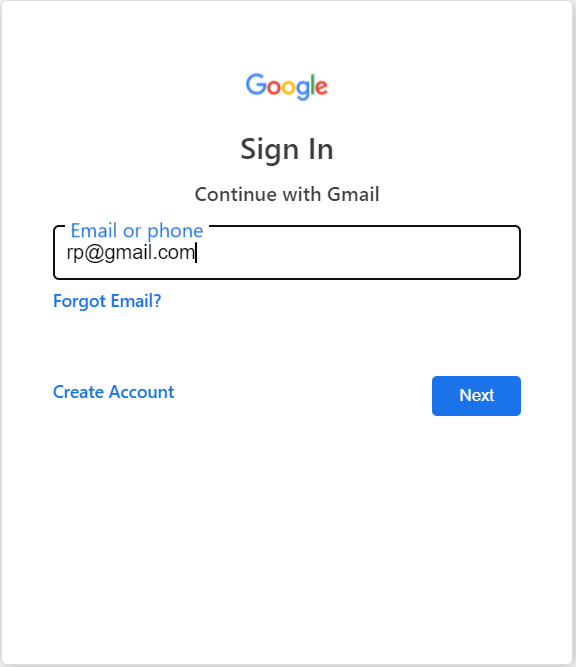 Google
Sign In
Continue with Gmail
Email or phone
rp@gmail.com
Forgot Email?
Create Account
Next